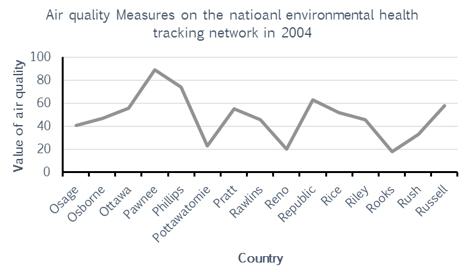 Air quality Measures on the natioanl environmental health
tracking network in 2004
Value of air quality
100
80
60
40
20
0
Osage
Osborne
Ottawa
Pawnee
Phillips
Pottawatomie
Pratt
Rawlins
Reno
Republic
Rice
Riley
Rooks
Rush
Russell
Country